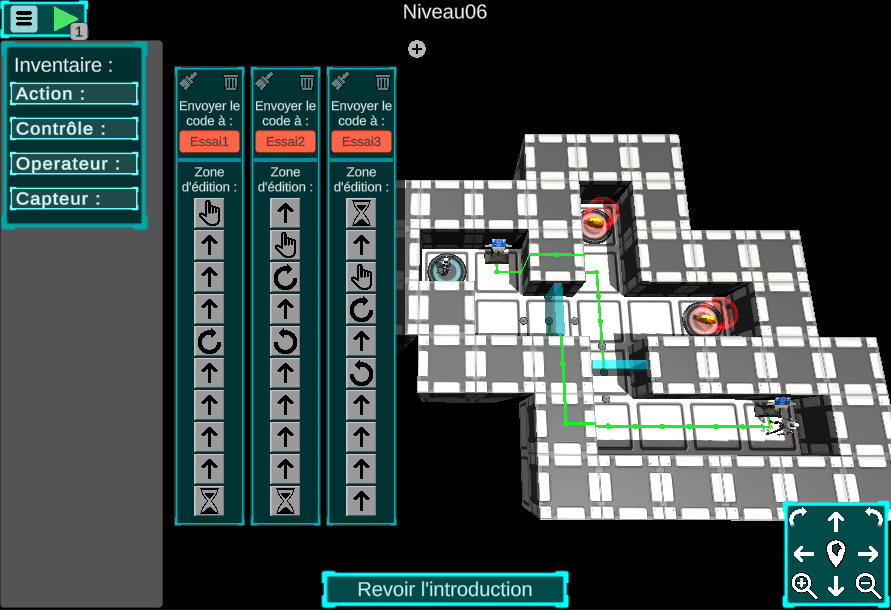 Niveau06
1
Inventaire :
Action :
Contrôle :
Operateur :
Capteur :
Envoyer le
code à :
Essai1
Zone
d'édition :
Envoyer le
code à :
Essai2
Zone
d'édition :
Envoyer le
code à :
Essai3
Zone
d'édition :
Revoir l'introduction